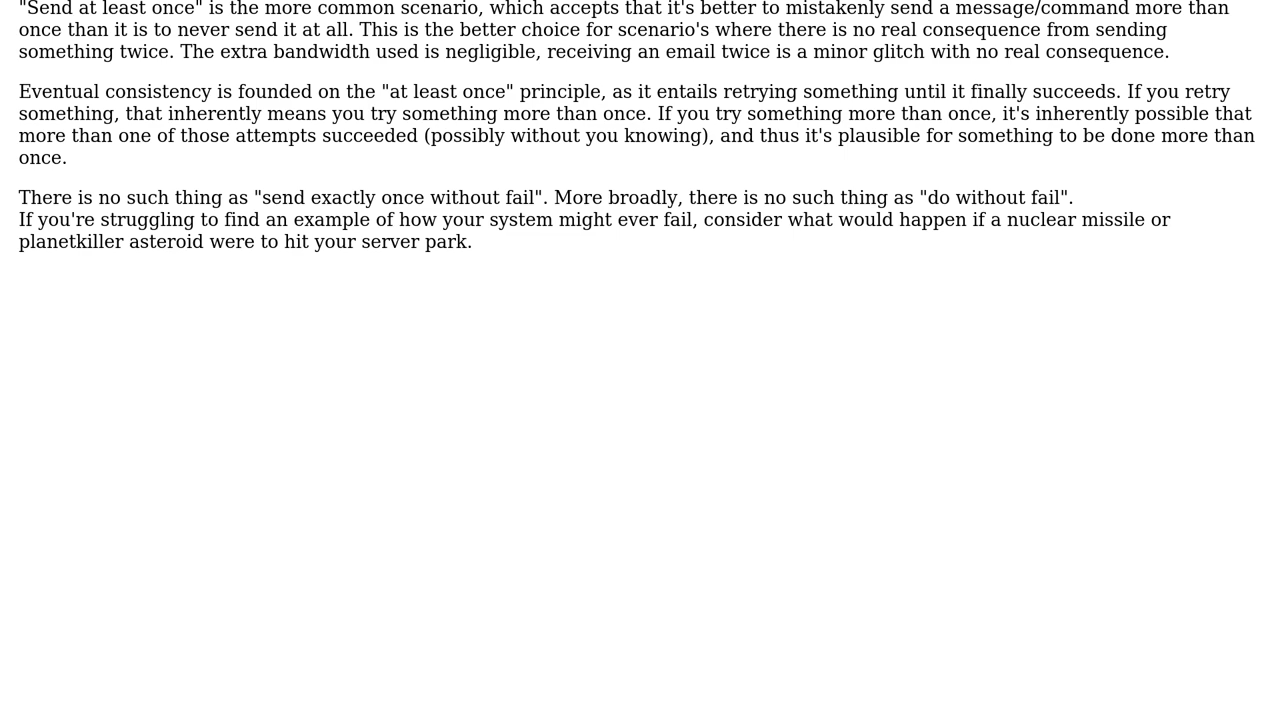 "Send at least once" is the more common scenario, which accepts that it's better to mistakenly send a message/command more than
once than it is to never send it at all. This is the better choice for scenario's where there is no real consequence from sending
something twice. The extra bandwidth used is negligible, receiving an email twice is a minor glitch with no real consequence.
Eventual consistency is founded on the "at least once" principle, as it entails retrying something until it finally succeeds. If you retry
something, that inherently means you try something more than once. If you try something more than once, it's inherently possible that
more than one of those attempts succeeded (possibly without you knowing), and thus it's plausible for something to be done more than
once.
There is no such thing as "send exactly once without fail". More broadly, there is no such thing as "do without fail".
If you're struggling to find an example of how your system might ever fail, consider what would happen if a nuclear missile or
planetkiller asteroid were to hit your server park.